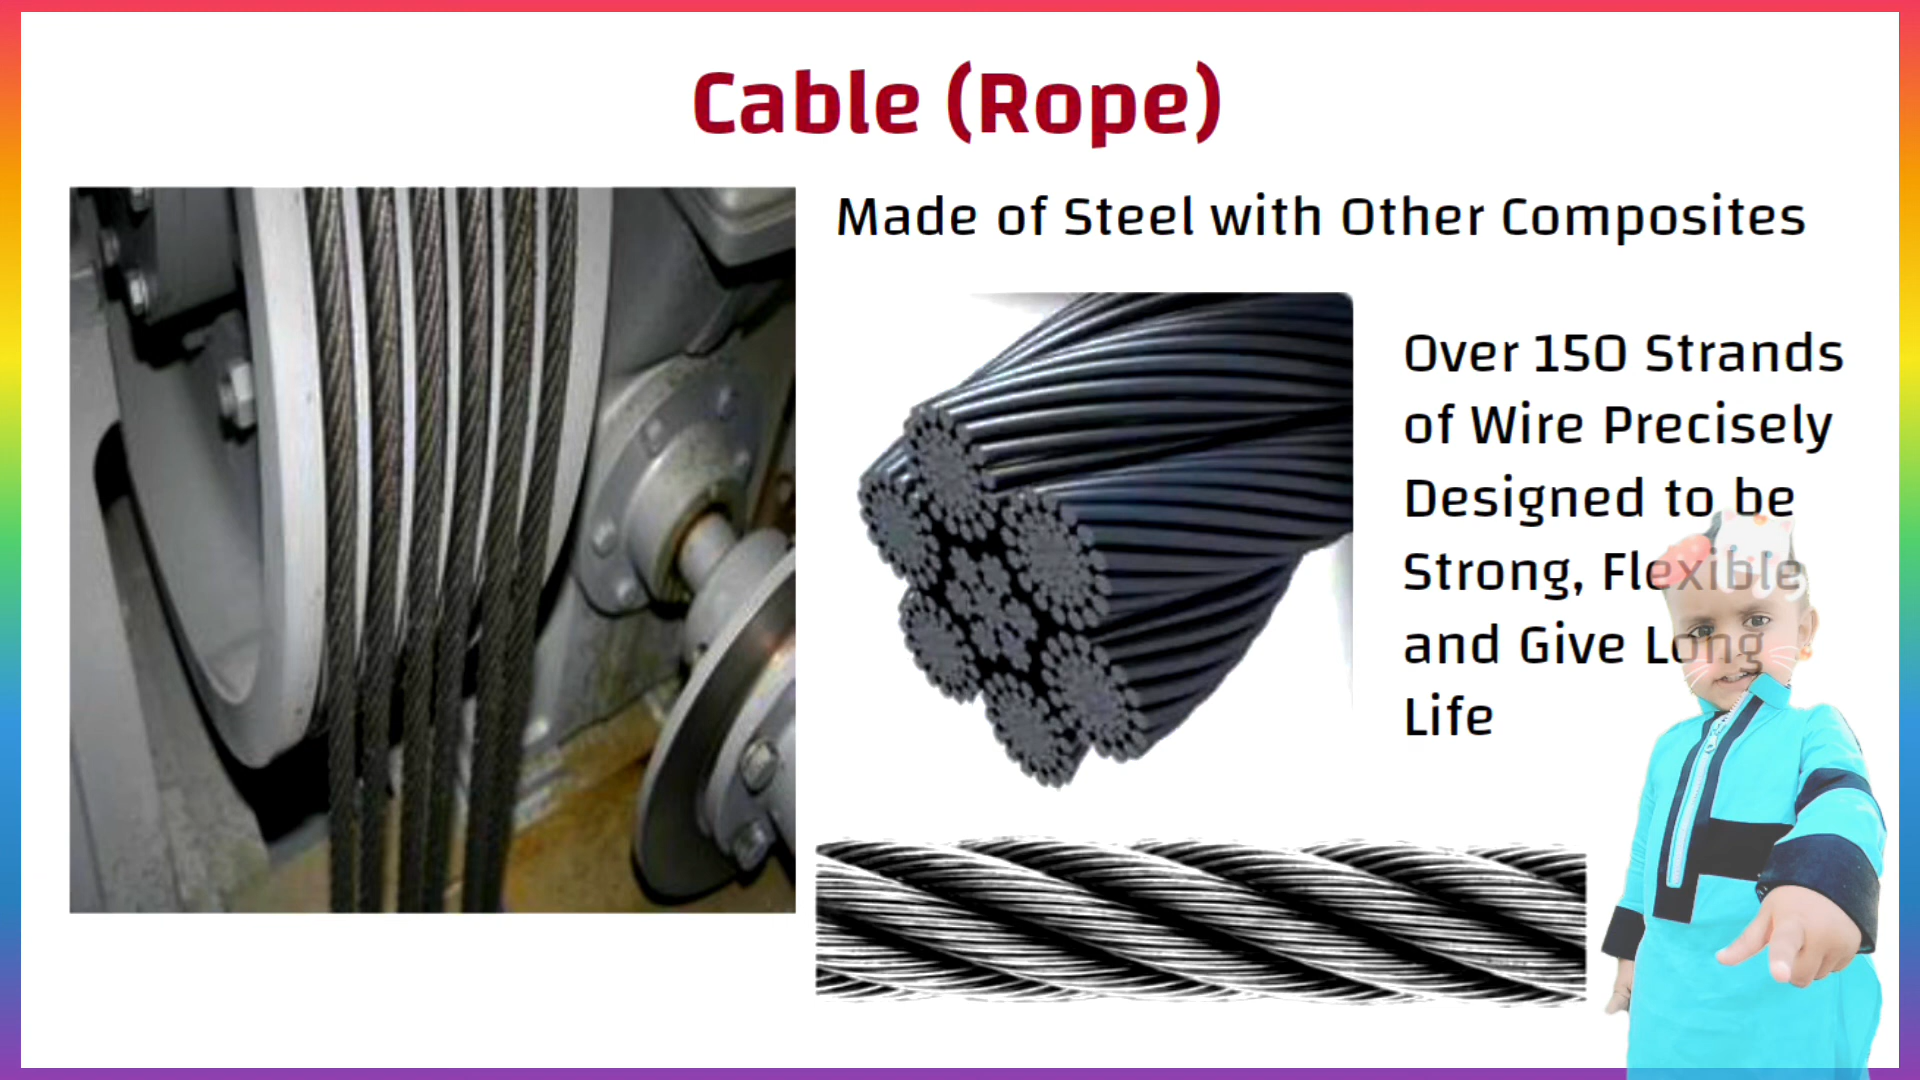 Cable (Rope)
Made of Steel with Other Composites
Over 150 Strands
of Wire Precisely
Designed to be
Strong, Flexible
and Give Long
Life